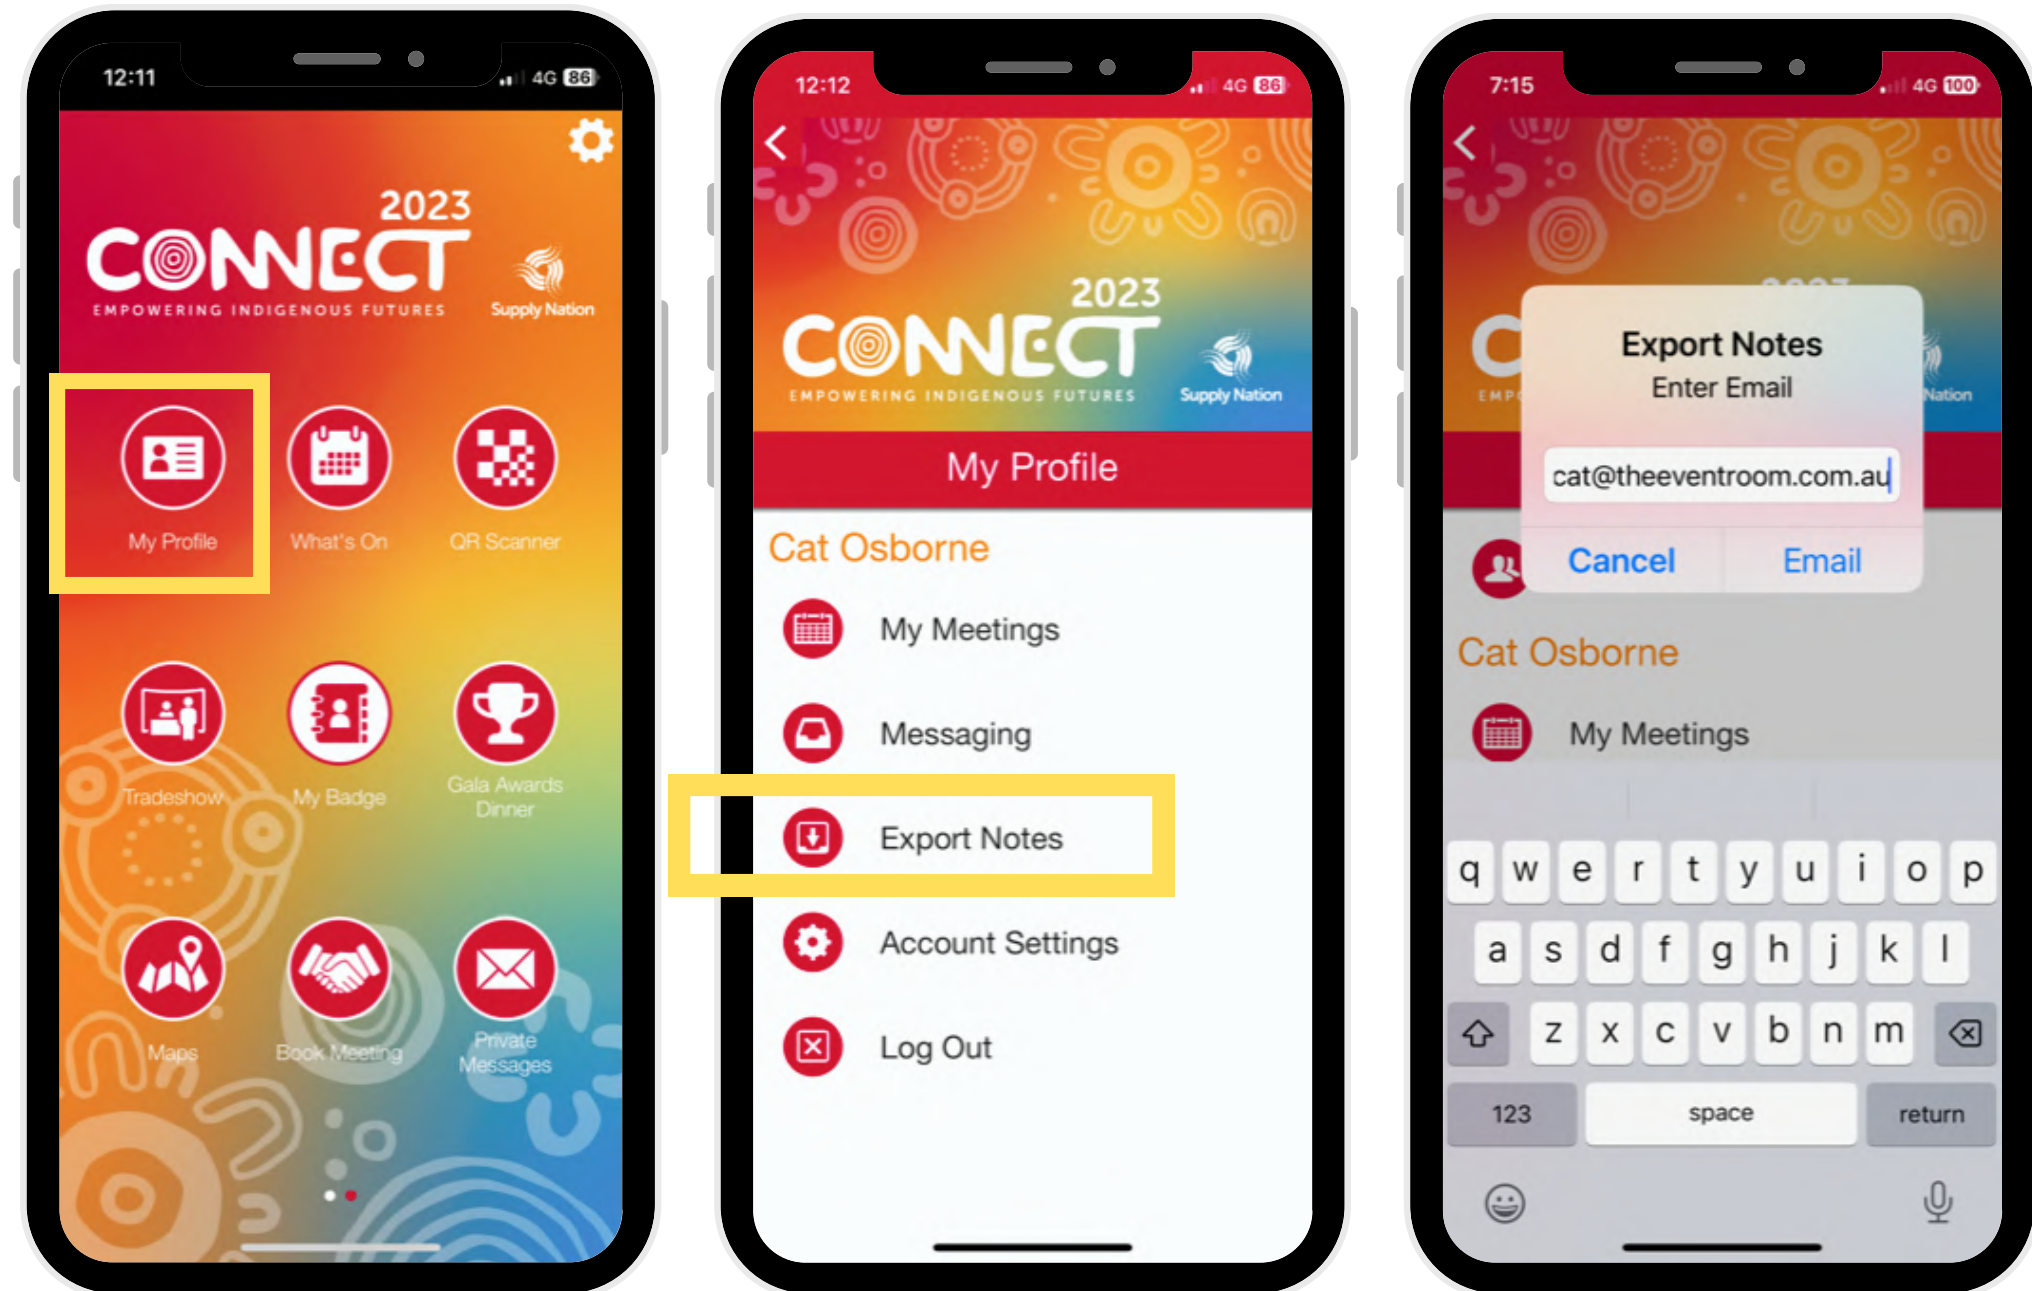 12:11
4G 86
2023
CONNECT
EMPOWERING INDIGENOUS FUTURES
Supply Nation
My Profile
What's On
QR Scanner
Tradeshow
My Badge
Gala Awards
Dinner
Maps
Book Meeting
Private
Messages
12:12
4G 86
2023
CONNECT
EMPOWERING INDIGENOUS FUTURES
Supply Nation
My Profile
Cat Osborne
My Meetings
Messaging
Export Notes
Account Settings
Log Out
7:15
4G 100
2023
C
EMP
Nation
Export Notes
Enter Email
cat@theeventroom.com.au
Cancel
Email
Cat Osborne
My Meetings
q w e r t y u i o p
a s d f g h j k l
z x c v b n m
123
space
return